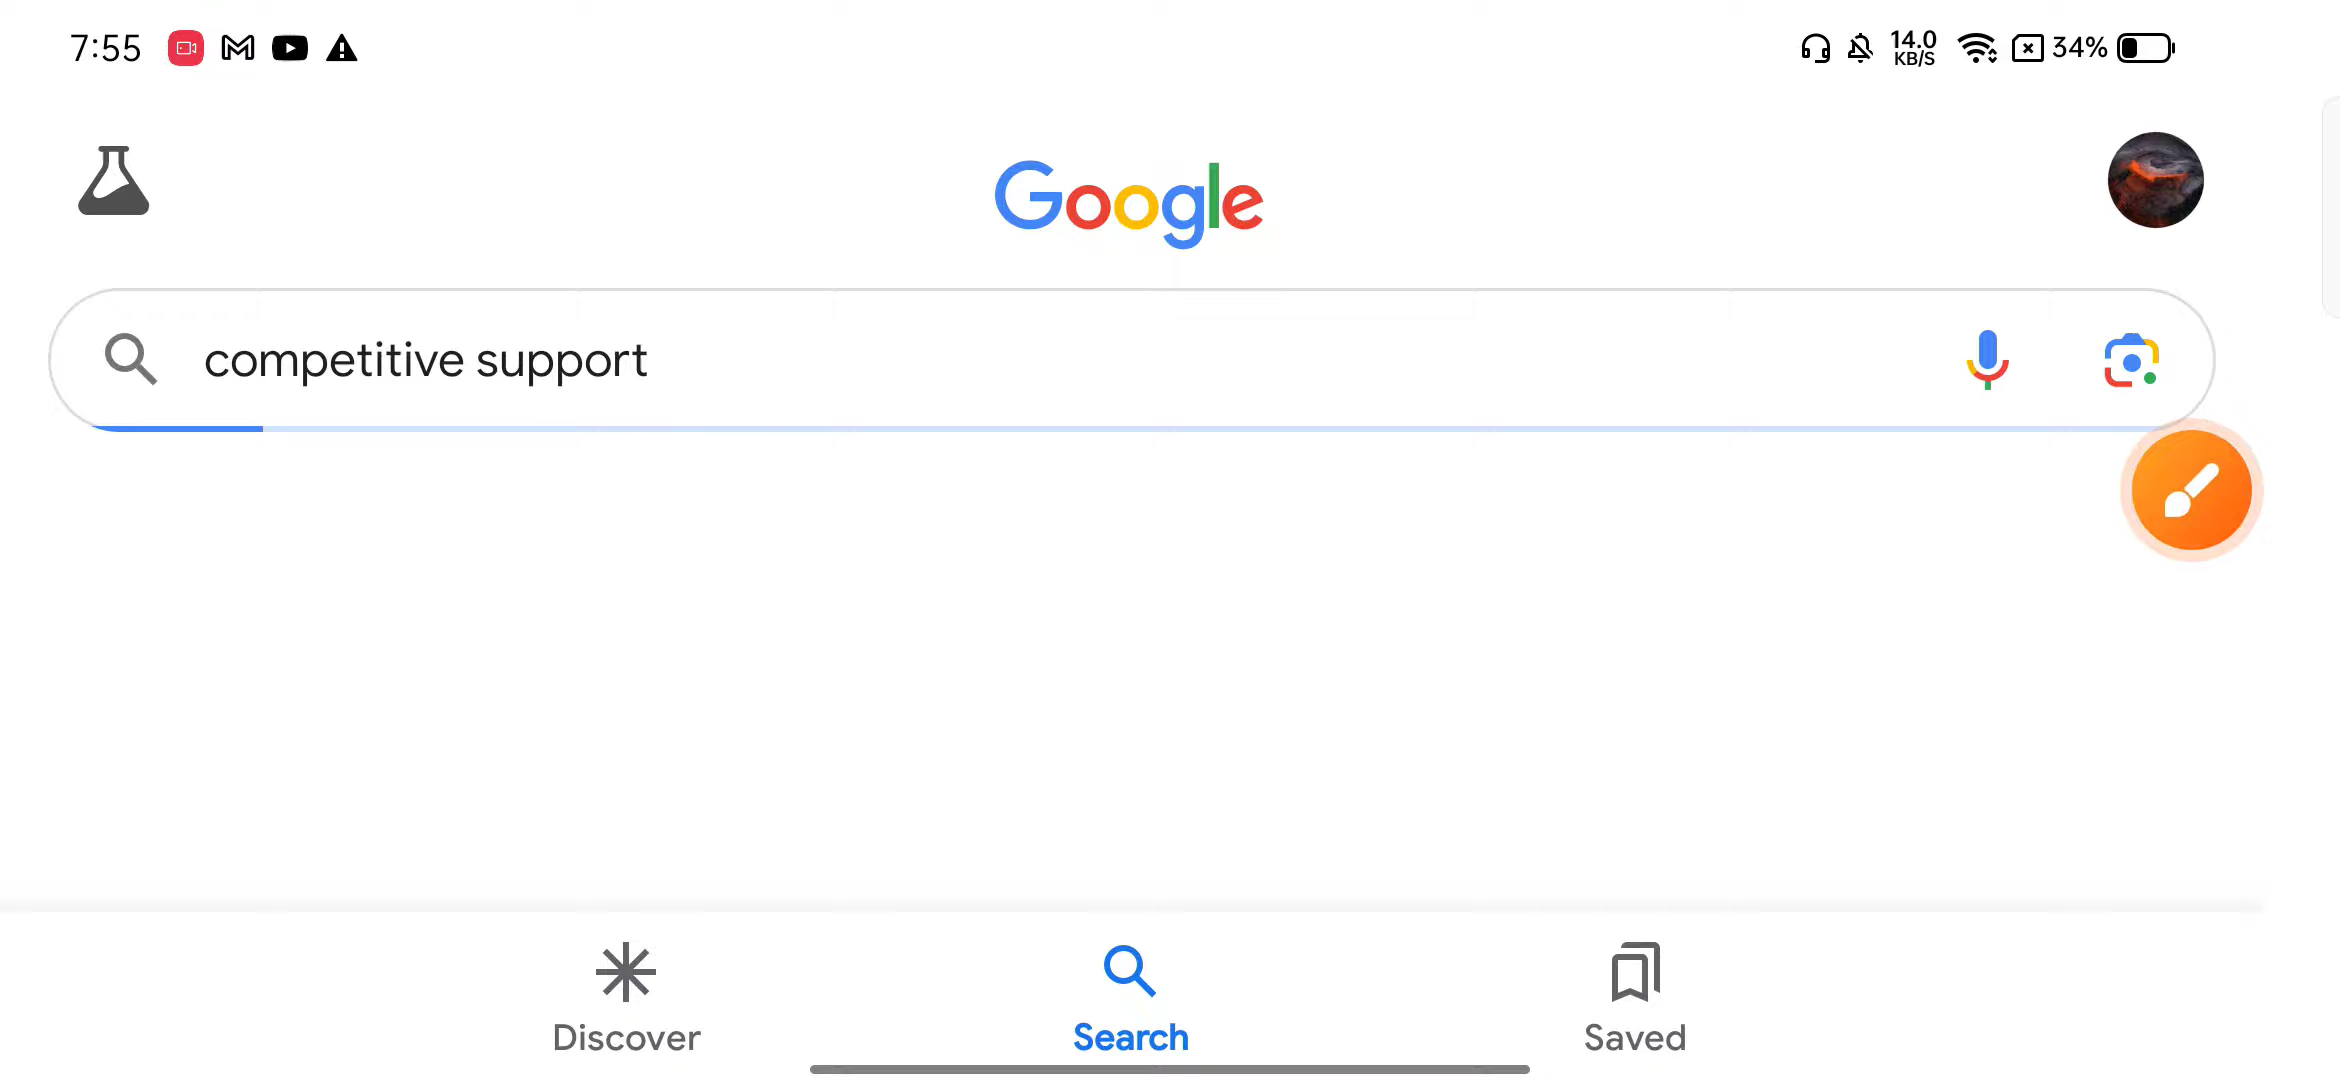 7:55
14.0
KB/S
34%
Google
competitive support
Discover
Search
Saved